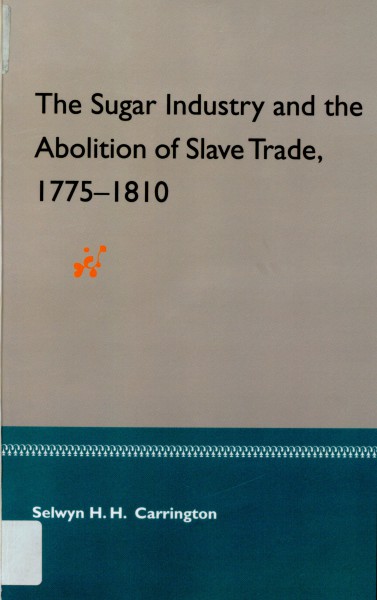 The Sugar Industry and the
Abolition of Slave Trade,
1775–1810
Selwyn H. H. Carrington